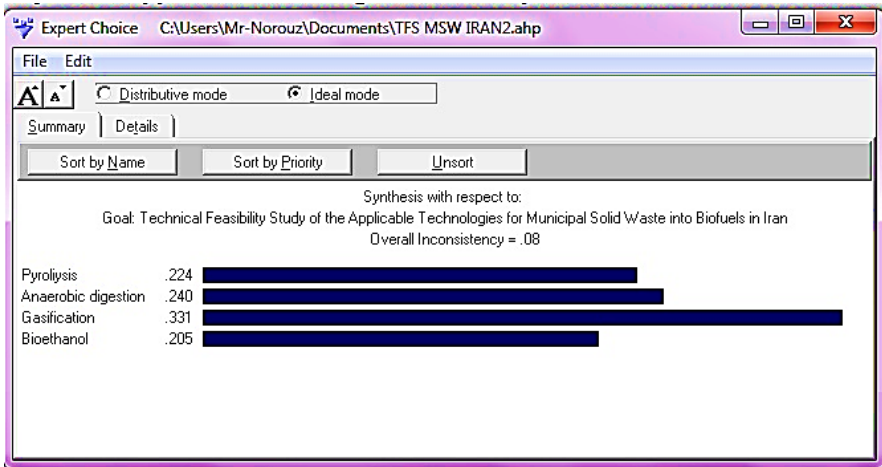 Expert Choice C:\Users\Mr-Norouz\Documents\TFS MSW IRAN2.ahp
File Edit
A A Distributive mode Ideal mode
Summary Details
Sort by Name Sort by Priority Unsort
Synthesis with respect to:
Goal: Technical Feasibility Study of the Applicable Technologies for Municipal Solid Waste into Biofuels in Iran
Overall Inconsistency = .08
Pyroliysis .224
Anaerobic digestion .240
Gasification .331
Bioethanol .205